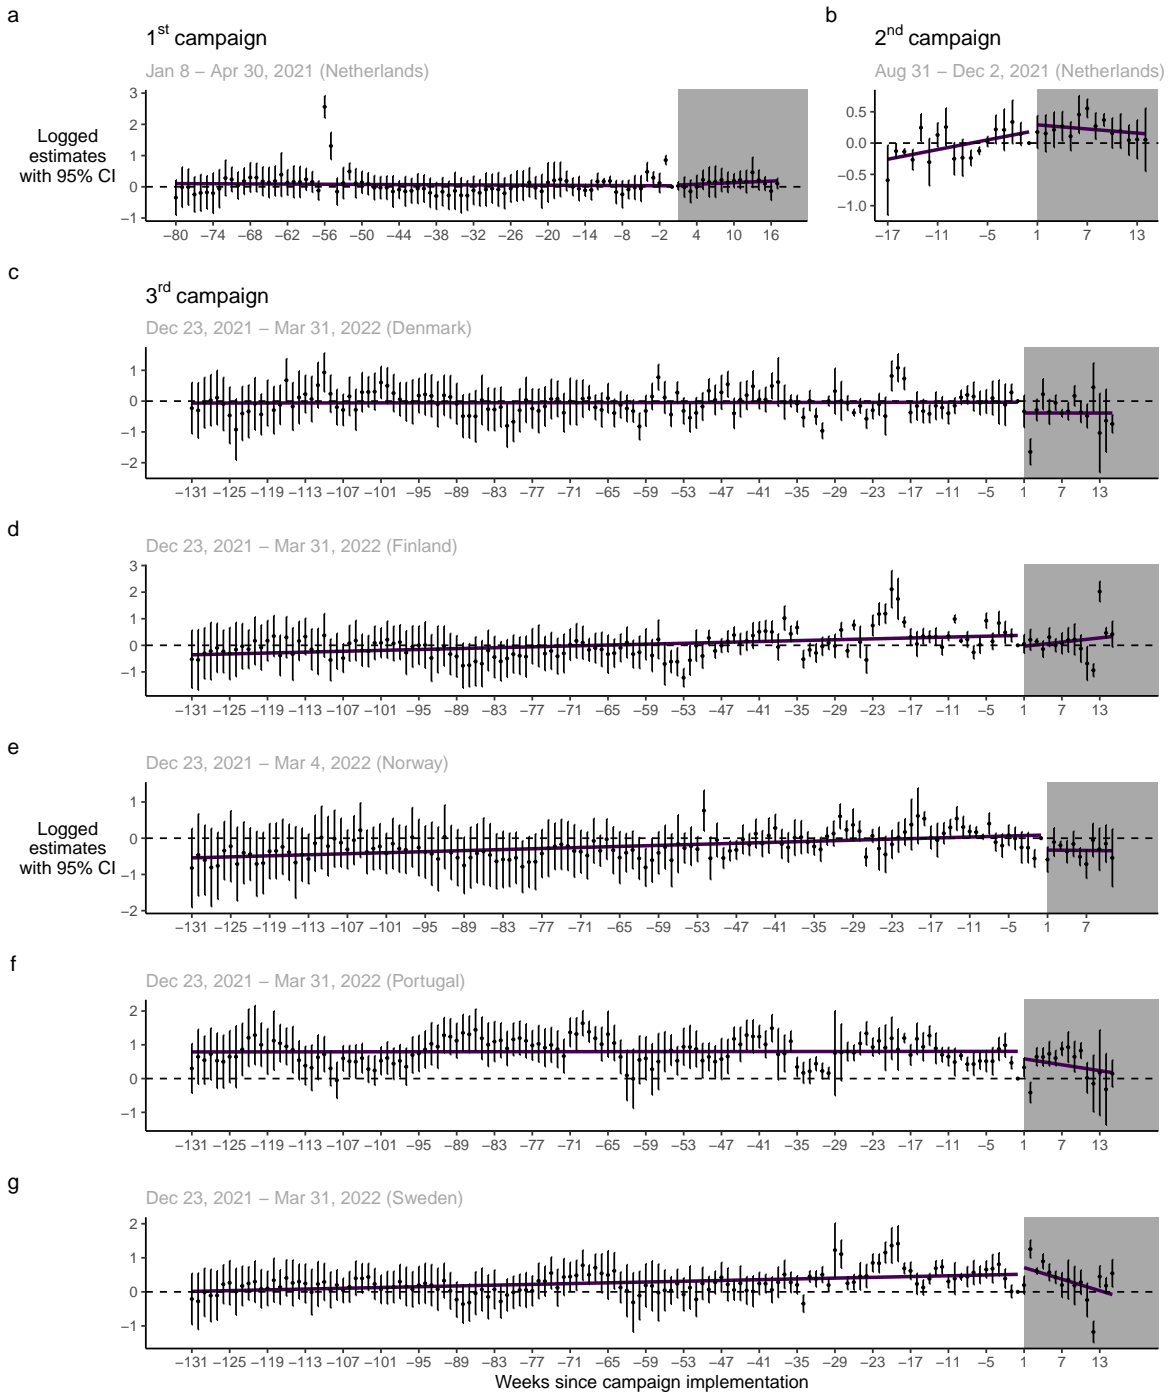 a
1st campaign
Jan 8 – Apr 30, 2021 (Netherlands)
Logged
estimates
with 95% CI
3
2
1
0
−1
−80 −74 −68 −62 −56 −50 −44 −38 −32 −26 −20 −14 −8 −2 4 10 16
b
2nd campaign
Aug 31 – Dec 2, 2021 (Netherlands)
0.5
0.0
−0.5
−1.0
−17 −11 −5 1 7 13
c
3rd campaign
Dec 23, 2021 – Mar 31, 2022 (Denmark)
1
0
−1
−2
−131 −125 −119 −113 −107 −101 −95 −89 −83 −77 −71 −65 −59 −53 −47 −41 −35 −29 −23 −17 −11 −5 1 7 13
d
Dec 23, 2021 – Mar 31, 2022 (Finland)
3
2
1
0
−1
−131 −125 −119 −113 −107 −101 −95 −89 −83 −77 −71 −65 −59 −53 −47 −41 −35 −29 −23 −17 −11 −5 1 7 13
e
Dec 23, 2021 – Mar 4, 2022 (Norway)
Logged
estimates
with 95% CI
1
0
−1
−2
−131 −125 −119 −113 −107 −101 −95 −89 −83 −77 −71 −65 −59 −53 −47 −41 −35 −29 −23 −17 −11 −5 1 7
f
Dec 23, 2021 – Mar 31, 2022 (Portugal)
2
1
0
−1
−131 −125 −119 −113 −107 −101 −95 −89 −83 −77 −71 −65 −59 −53 −47 −41 −35 −29 −23 −17 −11 −5 1 7 13
g
Dec 23, 2021 – Mar 31, 2022 (Sweden)
2
1
0
−1
−131 −125 −119 −113 −107 −101 −95 −89 −83 −77 −71 −65 −59 −53 −47 −41 −35 −29 −23 −17 −11 −5 1 7 13
Weeks since campaign implementation